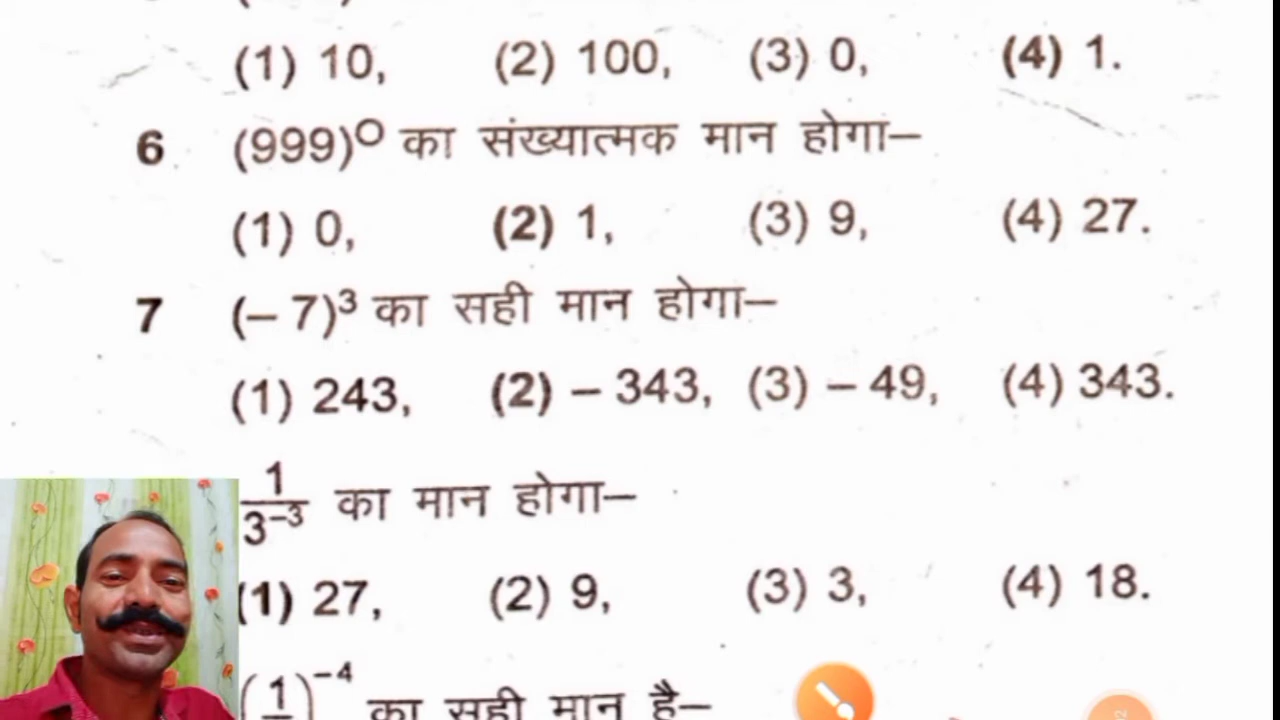 (1) 10, (2) 100, (3) 0, (4) 1.
6 (999)⁰ का संख्यात्मक मान होगा–
(1) 0, (2) 1, (3) 9, (4) 27.
7 (– 7)³ का सही मान होगा–
(1) 243, (2) – 343, (3) – 49, (4) 343.
1/3⁻³ का मान होगा–
(1) 27, (2) 9, (3) 3, (4) 18.
⁻⁴ का सही मान है–